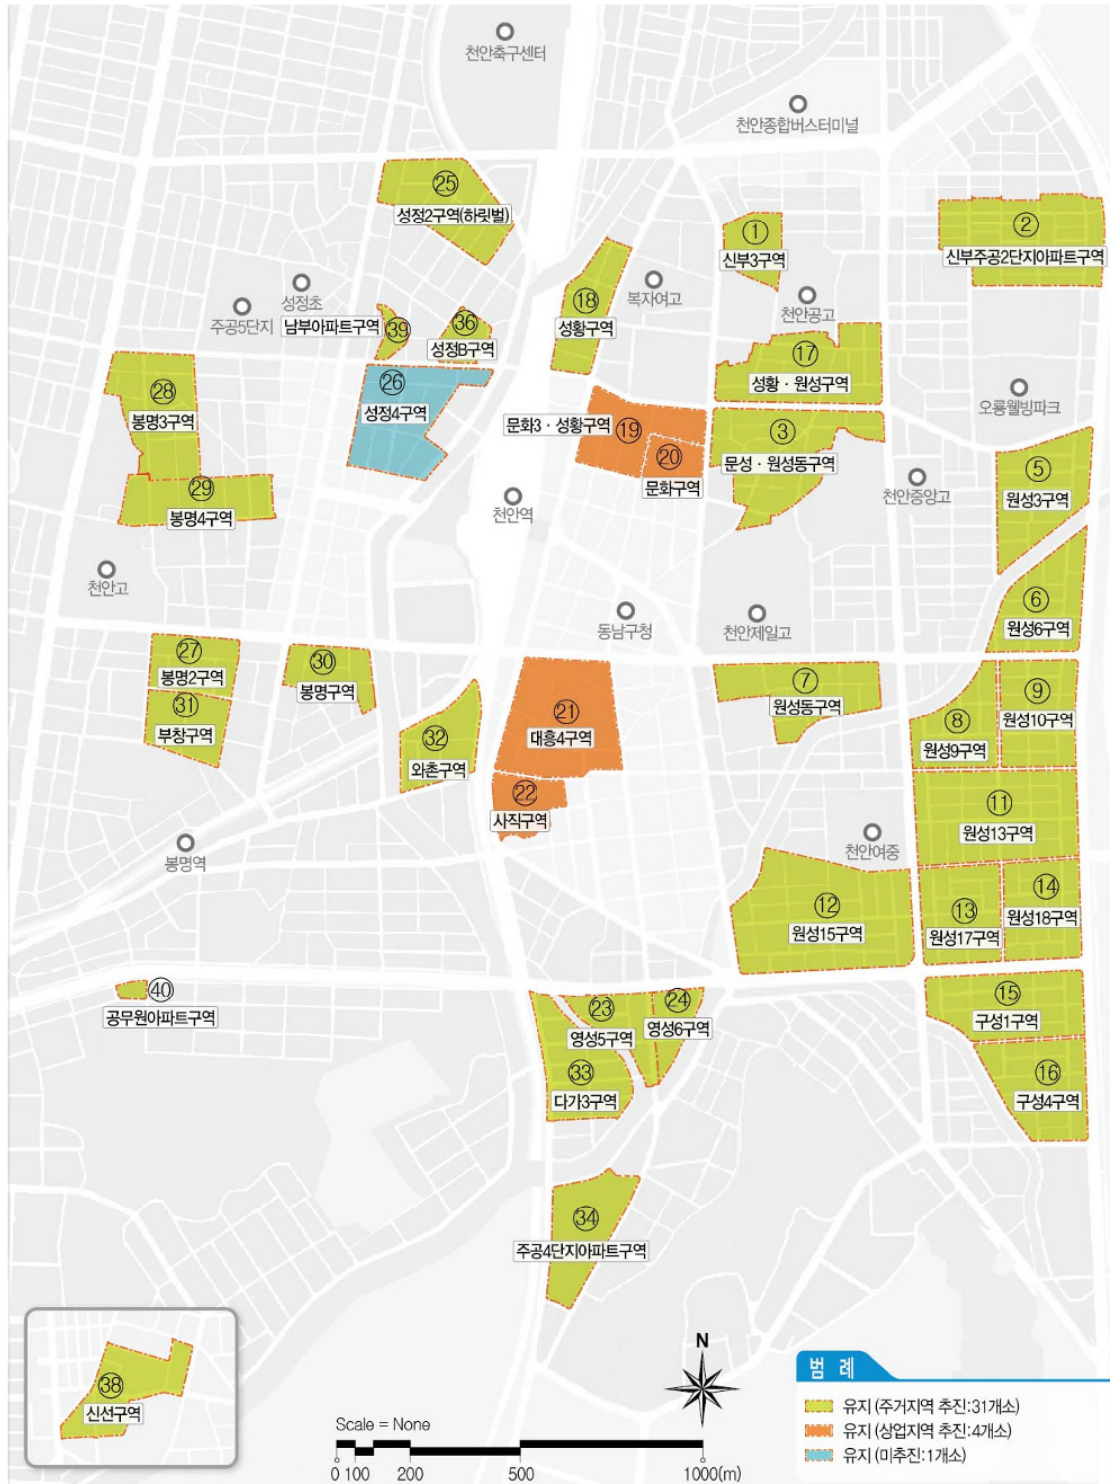 천안축구센터
천안종합버스터미널
㉕
성정2구역(하릿벌)
①
신부3구역
②
신부주공2단지아파트구역
성정초
주공5단지
⑱
성황구역
복자여고
천안공고
남부아파트구역
㊴
㊱
성정B구역
⑰
성황·원성구역
㉘
봉명3구역
㉖
성정4구역
오룡웰빙파크
문화3·성황구역
⑲
⑳
문화구역
③
문성·원성동구역
⑤
원성3구역
천안중앙고
㉙
봉명4구역
천안역
천안고
⑥
원성6구역
동남구청
천안제일고
㉗
봉명2구역
㉚
봉명구역
㉛
부창구역
⑦
원성동구역
⑨
원성10구역
⑧
원성9구역
㉑
대흥4구역
㉜
와촌구역
㉒
사직구역
⑪
원성13구역
봉명역
천안여중
⑫
원성15구역
⑬
원성17구역
⑭
원성18구역
㊵
공무원아파트구역
㉓
영성5구역
㉔
영성6구역
⑮
구성1구역
㉝
다가3구역
⑯
구성4구역
㉞
주공4단지아파트구역
㊳
신선구역
N
Scale = None
0 100 200 500 1000(m)
범 례
유지 (주거지역 추진:31개소)
유지 (상업지역 추진:4개소)
유지 (미추진:1개소)